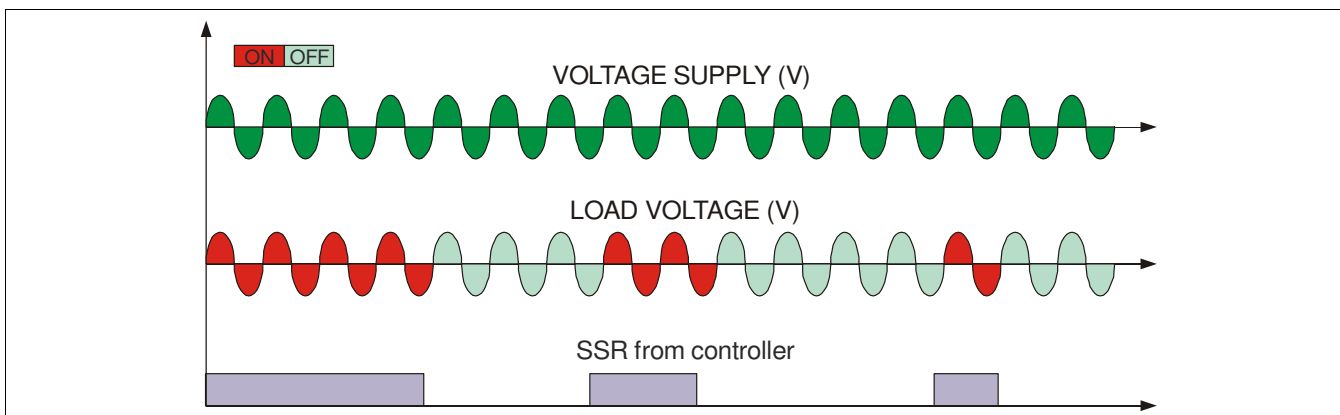 ON OFF
VOLTAGE SUPPLY (V)
LOAD VOLTAGE (V)
SSR from controller